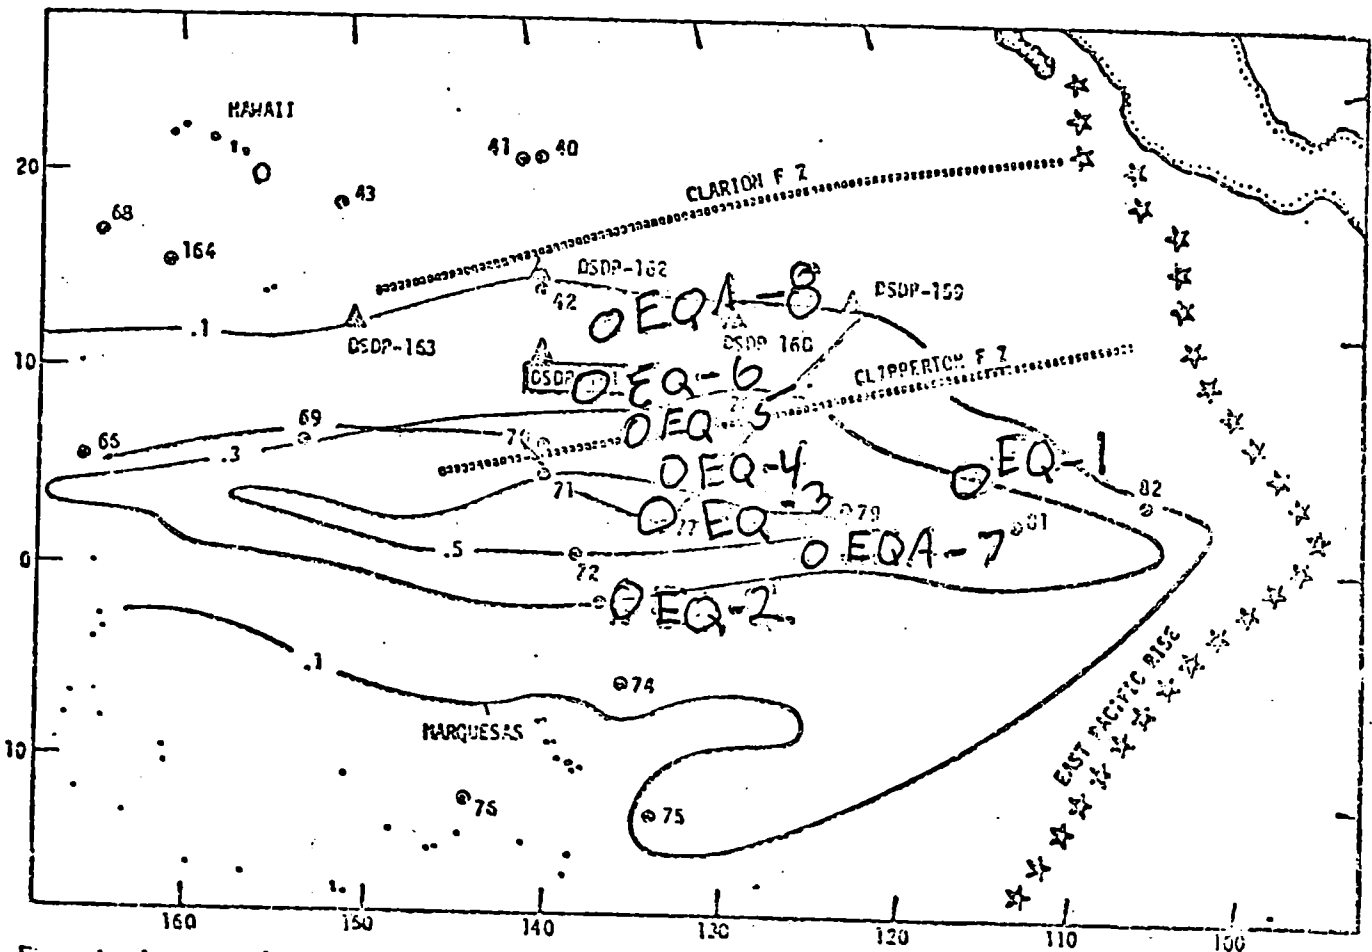 HAWAII
20
41 40
43
68
164
CLARION F Z
DSDP-162
42
EQA-8
DSDP-159
.1
DSDP-163
DSDP 160
10
DSDP
EQ-6
CLIPPERTON F Z
EQ 5
69
65
70
.3
EQ-4
EQ-1
71
82
EQ-3
79
77
81
.5
EQA-7
0
72
EQ-2
.1
74
EAST PACIFIC RISE
MARQUESAS
10
76
75
160 150 140 130 120 110 100